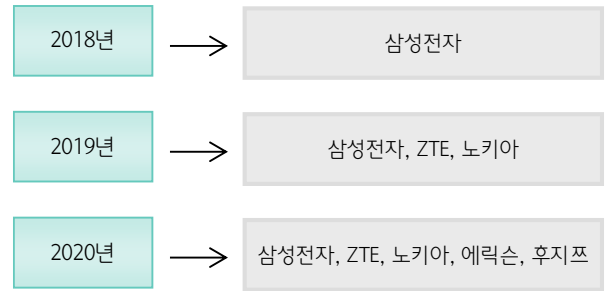 2018년
삼성전자
2019년
삼성전자, ZTE, 노키아
2020년
삼성전자, ZTE, 노키아, 에릭슨, 후지쯔